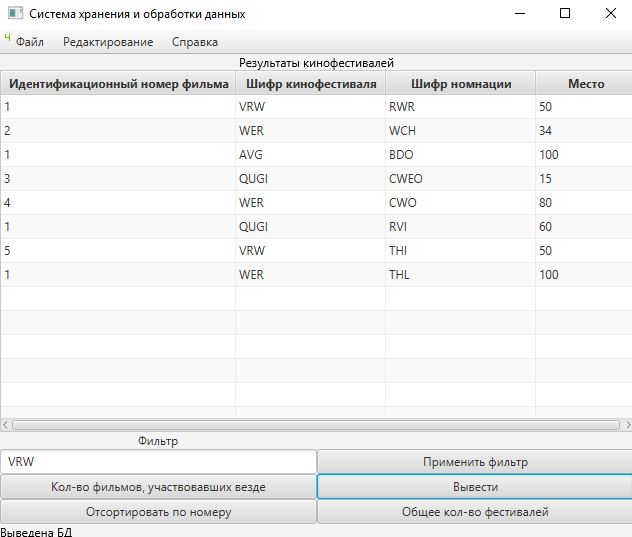 Система хранения и обработки данных
Файл Редактирование Справка
Результаты кинофестивалей
Идентификационный номер фильма Шифр кинофестиваля Шифр номнации Место
1 VRW RWR 50
2 WER WCH 34
1 AVG BDO 100
3 QUGI CWEO 15
4 WER CWO 80
1 QUGI RVI 60
5 VRW THI 50
1 WER THL 100
Фильтр
VRW Применить фильтр
Кол-во фильмов, участвовавших везде Вывести
Отсортировать по номеру Общее кол-во фестивалей
Выведена БД